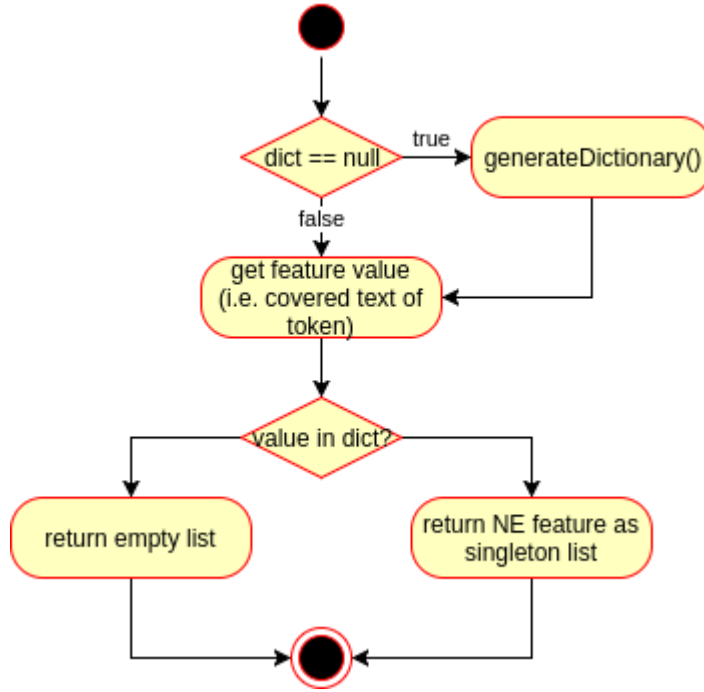 dict == null
true
generateDictionary()
false
get feature value
(i.e. covered text of
token)
value in dict?
return empty list
return NE feature as
singleton list